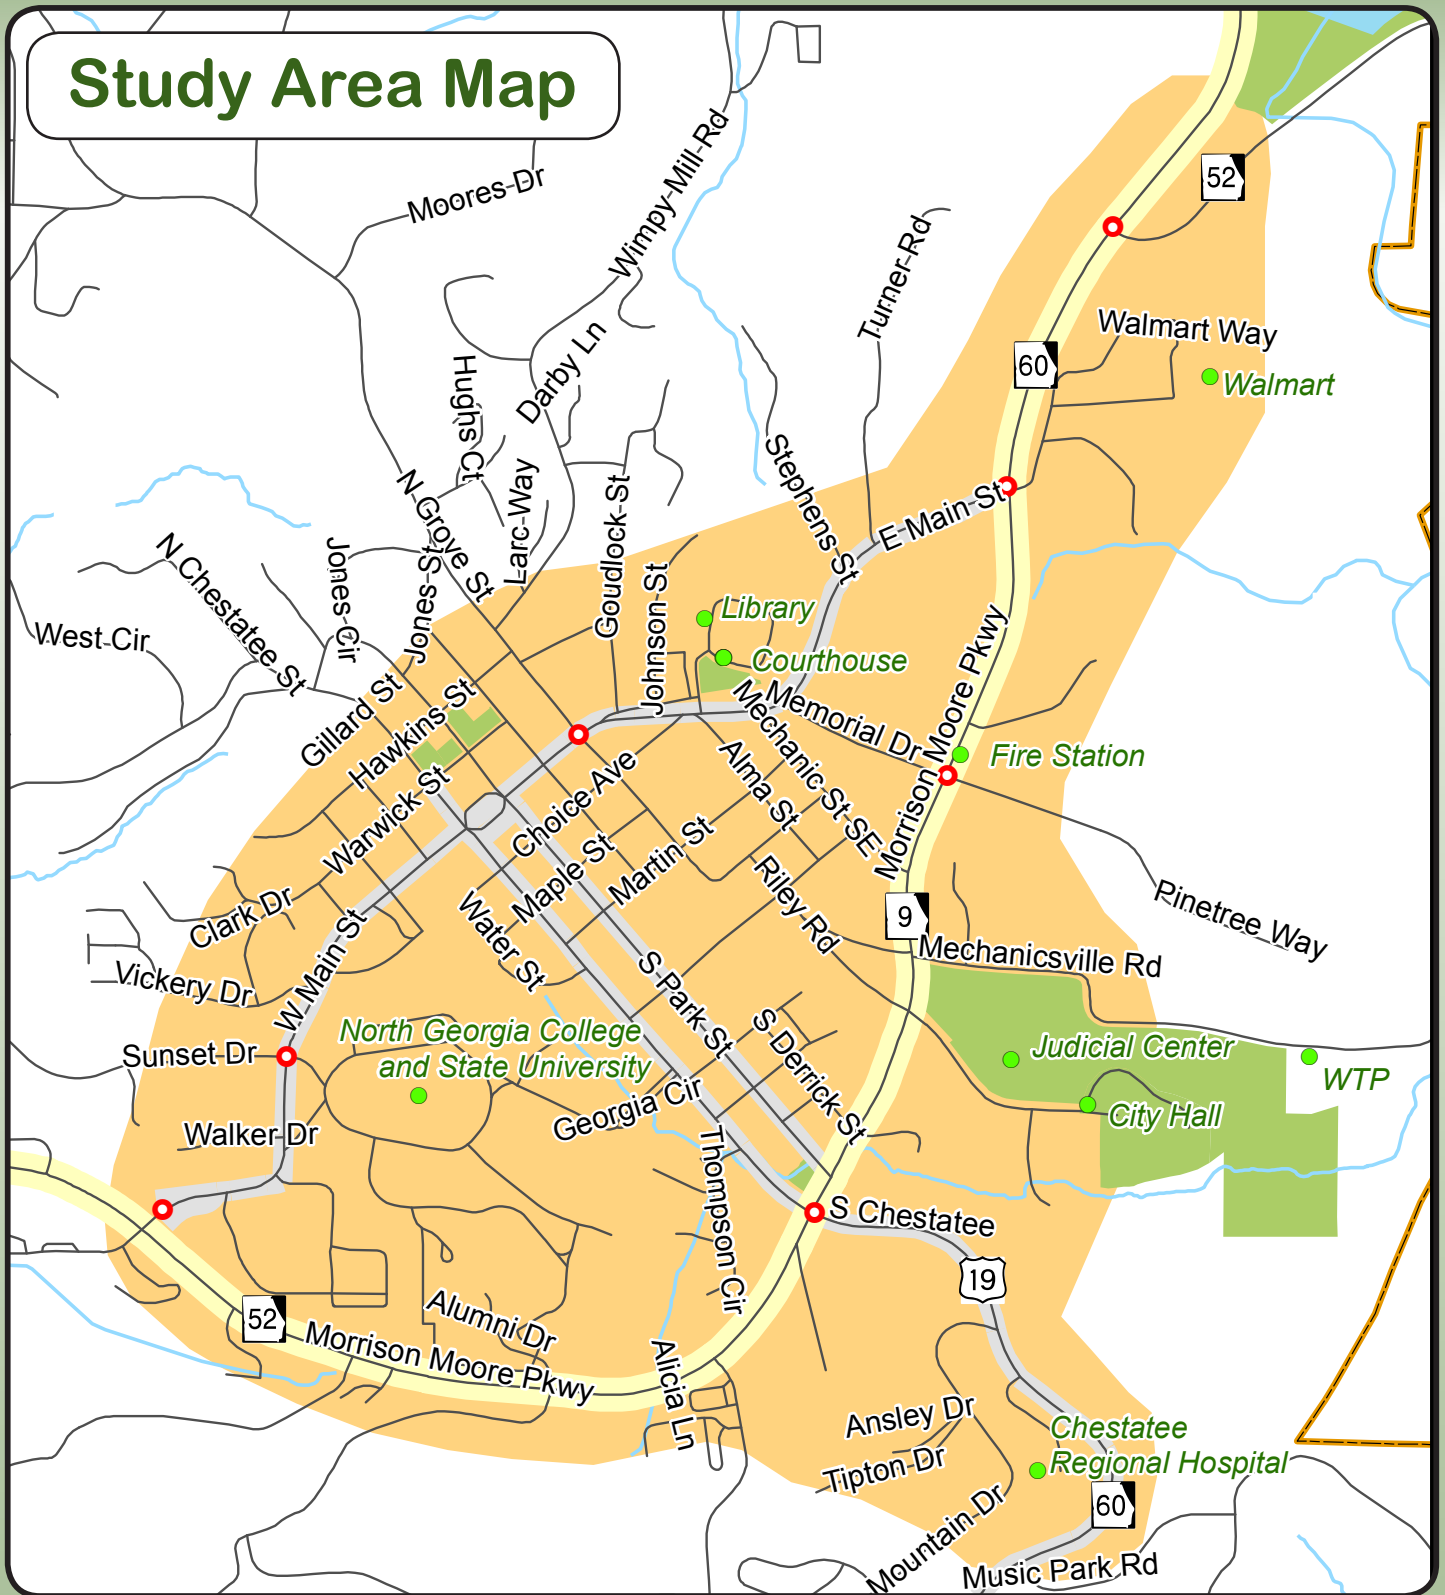 Study Area Map
Moores Dr
Wimpy Mill Rd
52
Turner Rd
Walmart Way
60
Walmart
Darby Ln
Hughs Ct
Stephens St
N Grove St
Larc Way
Goudlock St
E Main St
N Chestatee St
Jones Cir
Jones St
Johnson St
Library
West Cir
Courthouse
Gillard St
Hawkins St
Memorial Dr
Mechanic St SE
Morrison Moore Pkwy
Fire Station
Warwick St
Choice Ave
Alma St
Maple St
Martin St
Riley Rd
Clark Dr
Water St
9
Pinetree Way
Mechanicsville Rd
Vickery Dr
W Main St
S Park St
Sunset Dr
North Georgia College
and State University
S Derrick St
Judicial Center
WTP
Georgia Cir
City Hall
Walker Dr
Thompson Cir
S Chestatee
19
52
Alumni Dr
Morrison Moore Pkwy
Alicia Ln
Ansley Dr
Chestatee
Regional Hospital
Tipton Dr
60
Mountain Dr
Music Park Rd